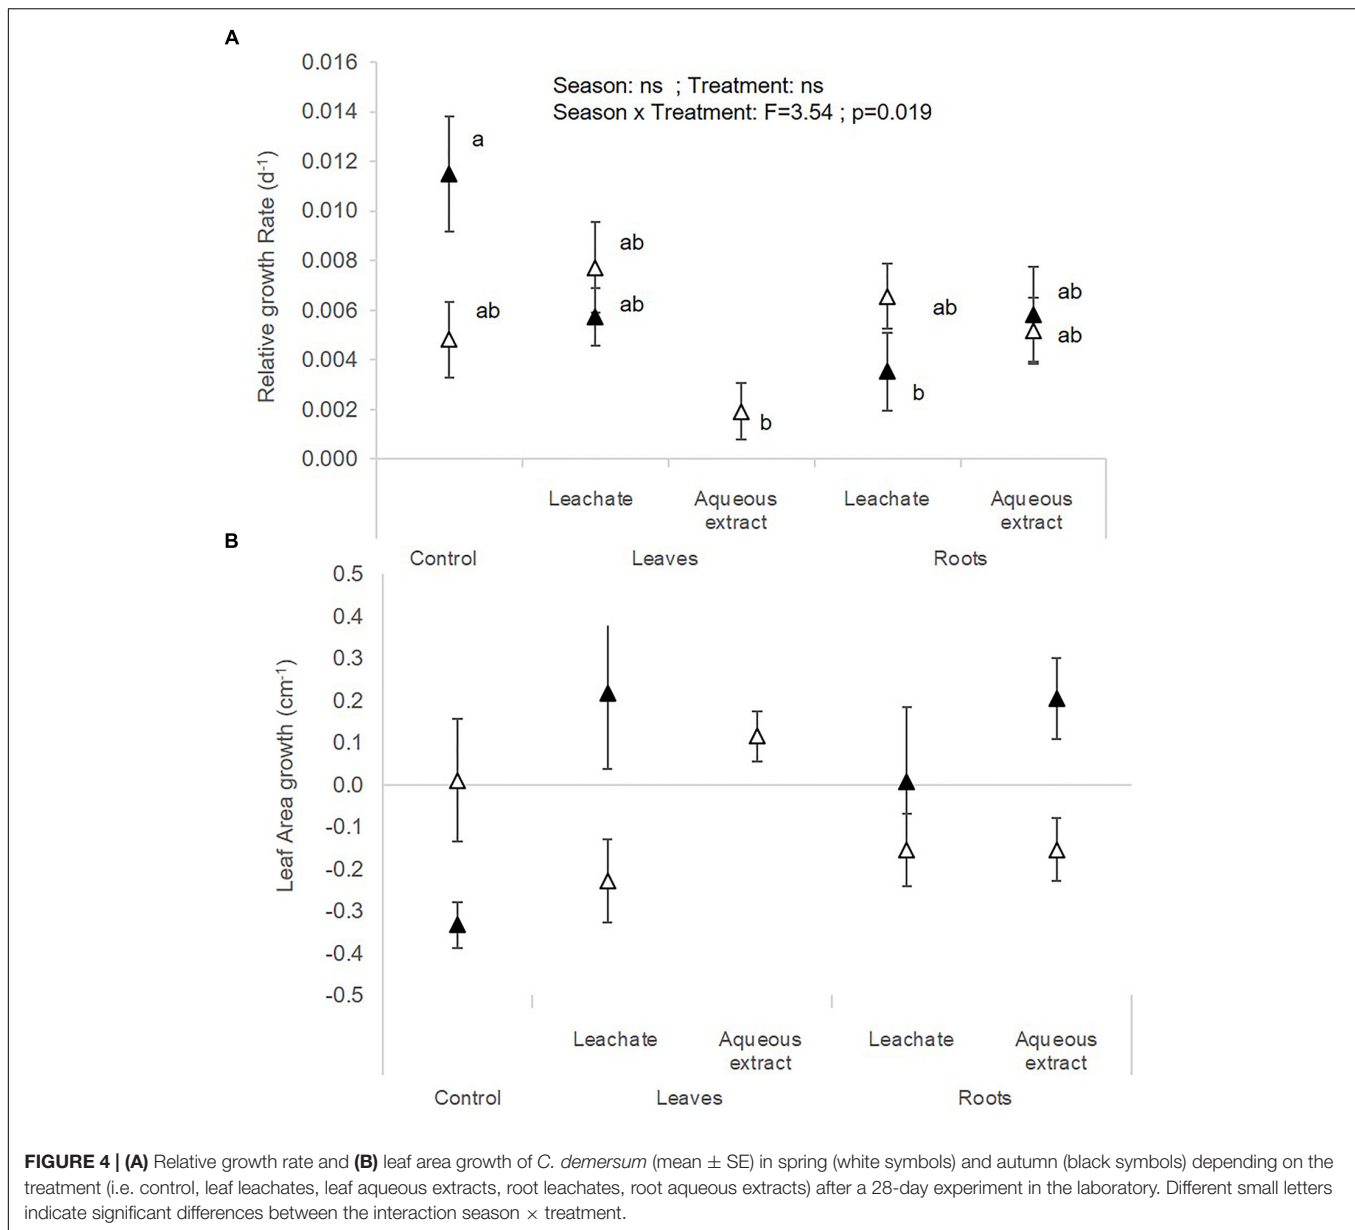 A
0.016
0.014
0.012
0.010
0.008
0.006
0.004
0.002
0.000
Relative growth Rate (d⁻¹)
Season: ns ; Treatment: ns
Season x Treatment: F=3.54 ; p=0.019
a
ab
ab
ab
b
ab
b
ab
ab
Leachate
Aqueous
extract
Leachate
Aqueous
extract
Control
Leaves
Roots
B
0.5
0.4
0.3
0.2
0.1
0.0
-0.1
-0.2
-0.3
-0.4
-0.5
Leaf Area growth (cm⁻¹)
Leachate
Aqueous
extract
Leachate
Aqueous
extract
Control
Leaves
Roots
FIGURE 4 | (A) Relative growth rate and (B) leaf area growth of C. demersum (mean ± SE) in spring (white symbols) and autumn (black symbols) depending on the
treatment (i.e. control, leaf leachates, leaf aqueous extracts, root leachates, root aqueous extracts) after a 28-day experiment in the laboratory. Different small letters
indicate significant differences between the interaction season × treatment.